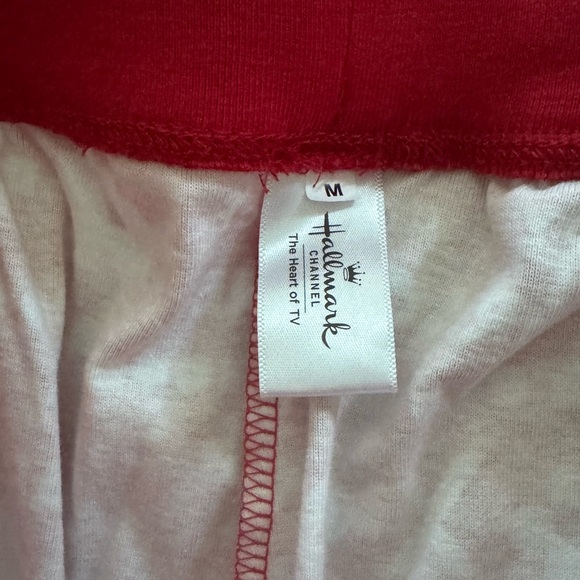 M
Hallmark
CHANNEL
The Heart of TV